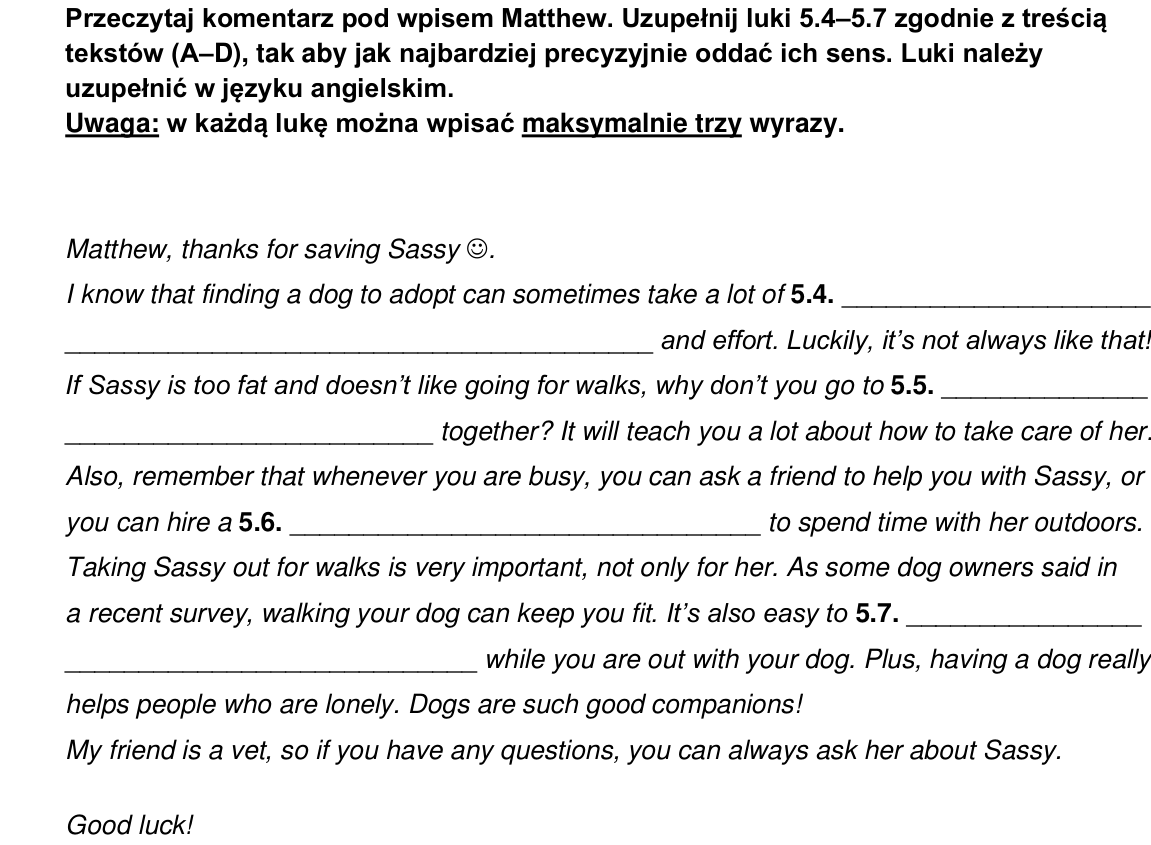 Przeczytaj komentarz pod wpisem Matthew. Uzupełnij luki 5.4–5.7 zgodnie z treścią
tekstów (A–D), tak aby jak najbardziej precyzyjnie oddać ich sens. Luki należy
uzupełnić w języku angielskim.
Uwaga: w każdą lukę można wpisać maksymalnie trzy wyrazy.
Matthew, thanks for saving Sassy ☺.
I know that finding a dog to adopt can sometimes take a lot of 5.4. ______________________
__________________________________________ and effort. Luckily, it's not always like that!
If Sassy is too fat and doesn't like going for walks, why don't you go to 5.5. _______________
__________________________ together? It will teach you a lot about how to take care of her.
Also, remember that whenever you are busy, you can ask a friend to help you with Sassy, or
you can hire a 5.6. _________________________________ to spend time with her outdoors.
Taking Sassy out for walks is very important, not only for her. As some dog owners said in
a recent survey, walking your dog can keep you fit. It's also easy to 5.7. _________________
_____________________________ while you are out with your dog. Plus, having a dog really
helps people who are lonely. Dogs are such good companions!
My friend is a vet, so if you have any questions, you can always ask her about Sassy.
Good luck!